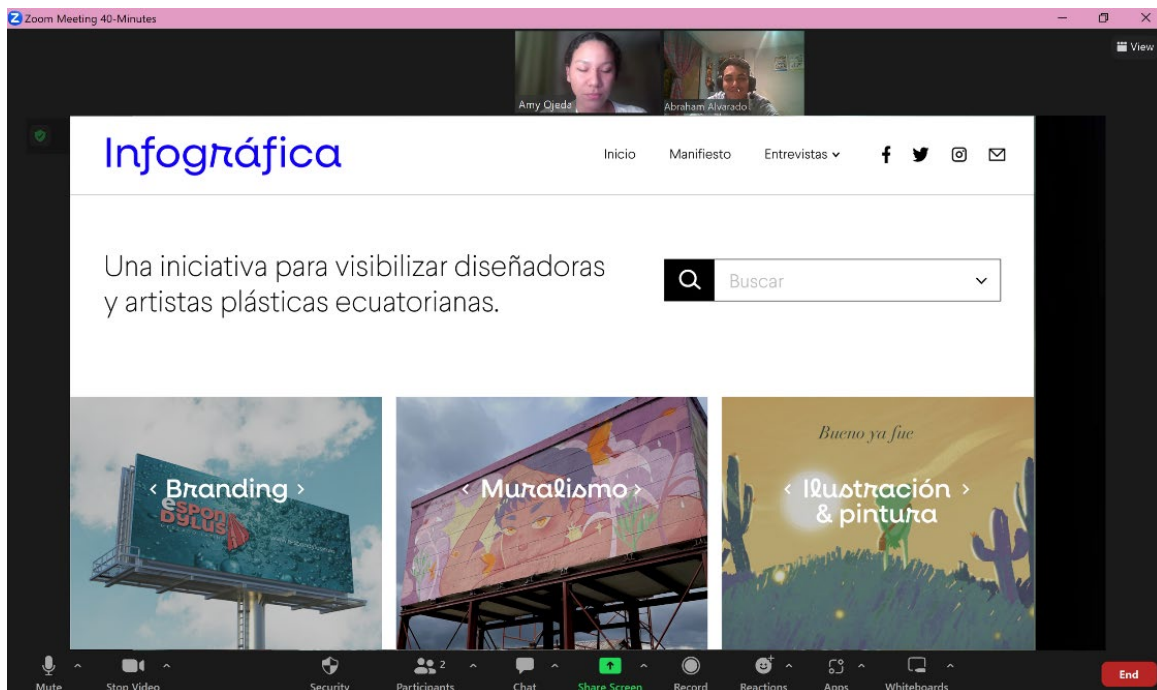 Zoom Meeting 40-Minutes
View
Amy Ojeda
Abraham Alvarado
Infográfica
Inicio Manifiesto Entrevistas
Una iniciativa para visibilizar diseñadoras
y artistas plásticas ecuatorianas.
Buscar
‹ Branding ›
eSPON
DYLUS
‹ Muralismo ›
Bueno ya fue
‹ Ilustración ›
& pintura
2
Mute Stop Video Security Participants Chat Share Screen Record Reactions Apps Whiteboards End